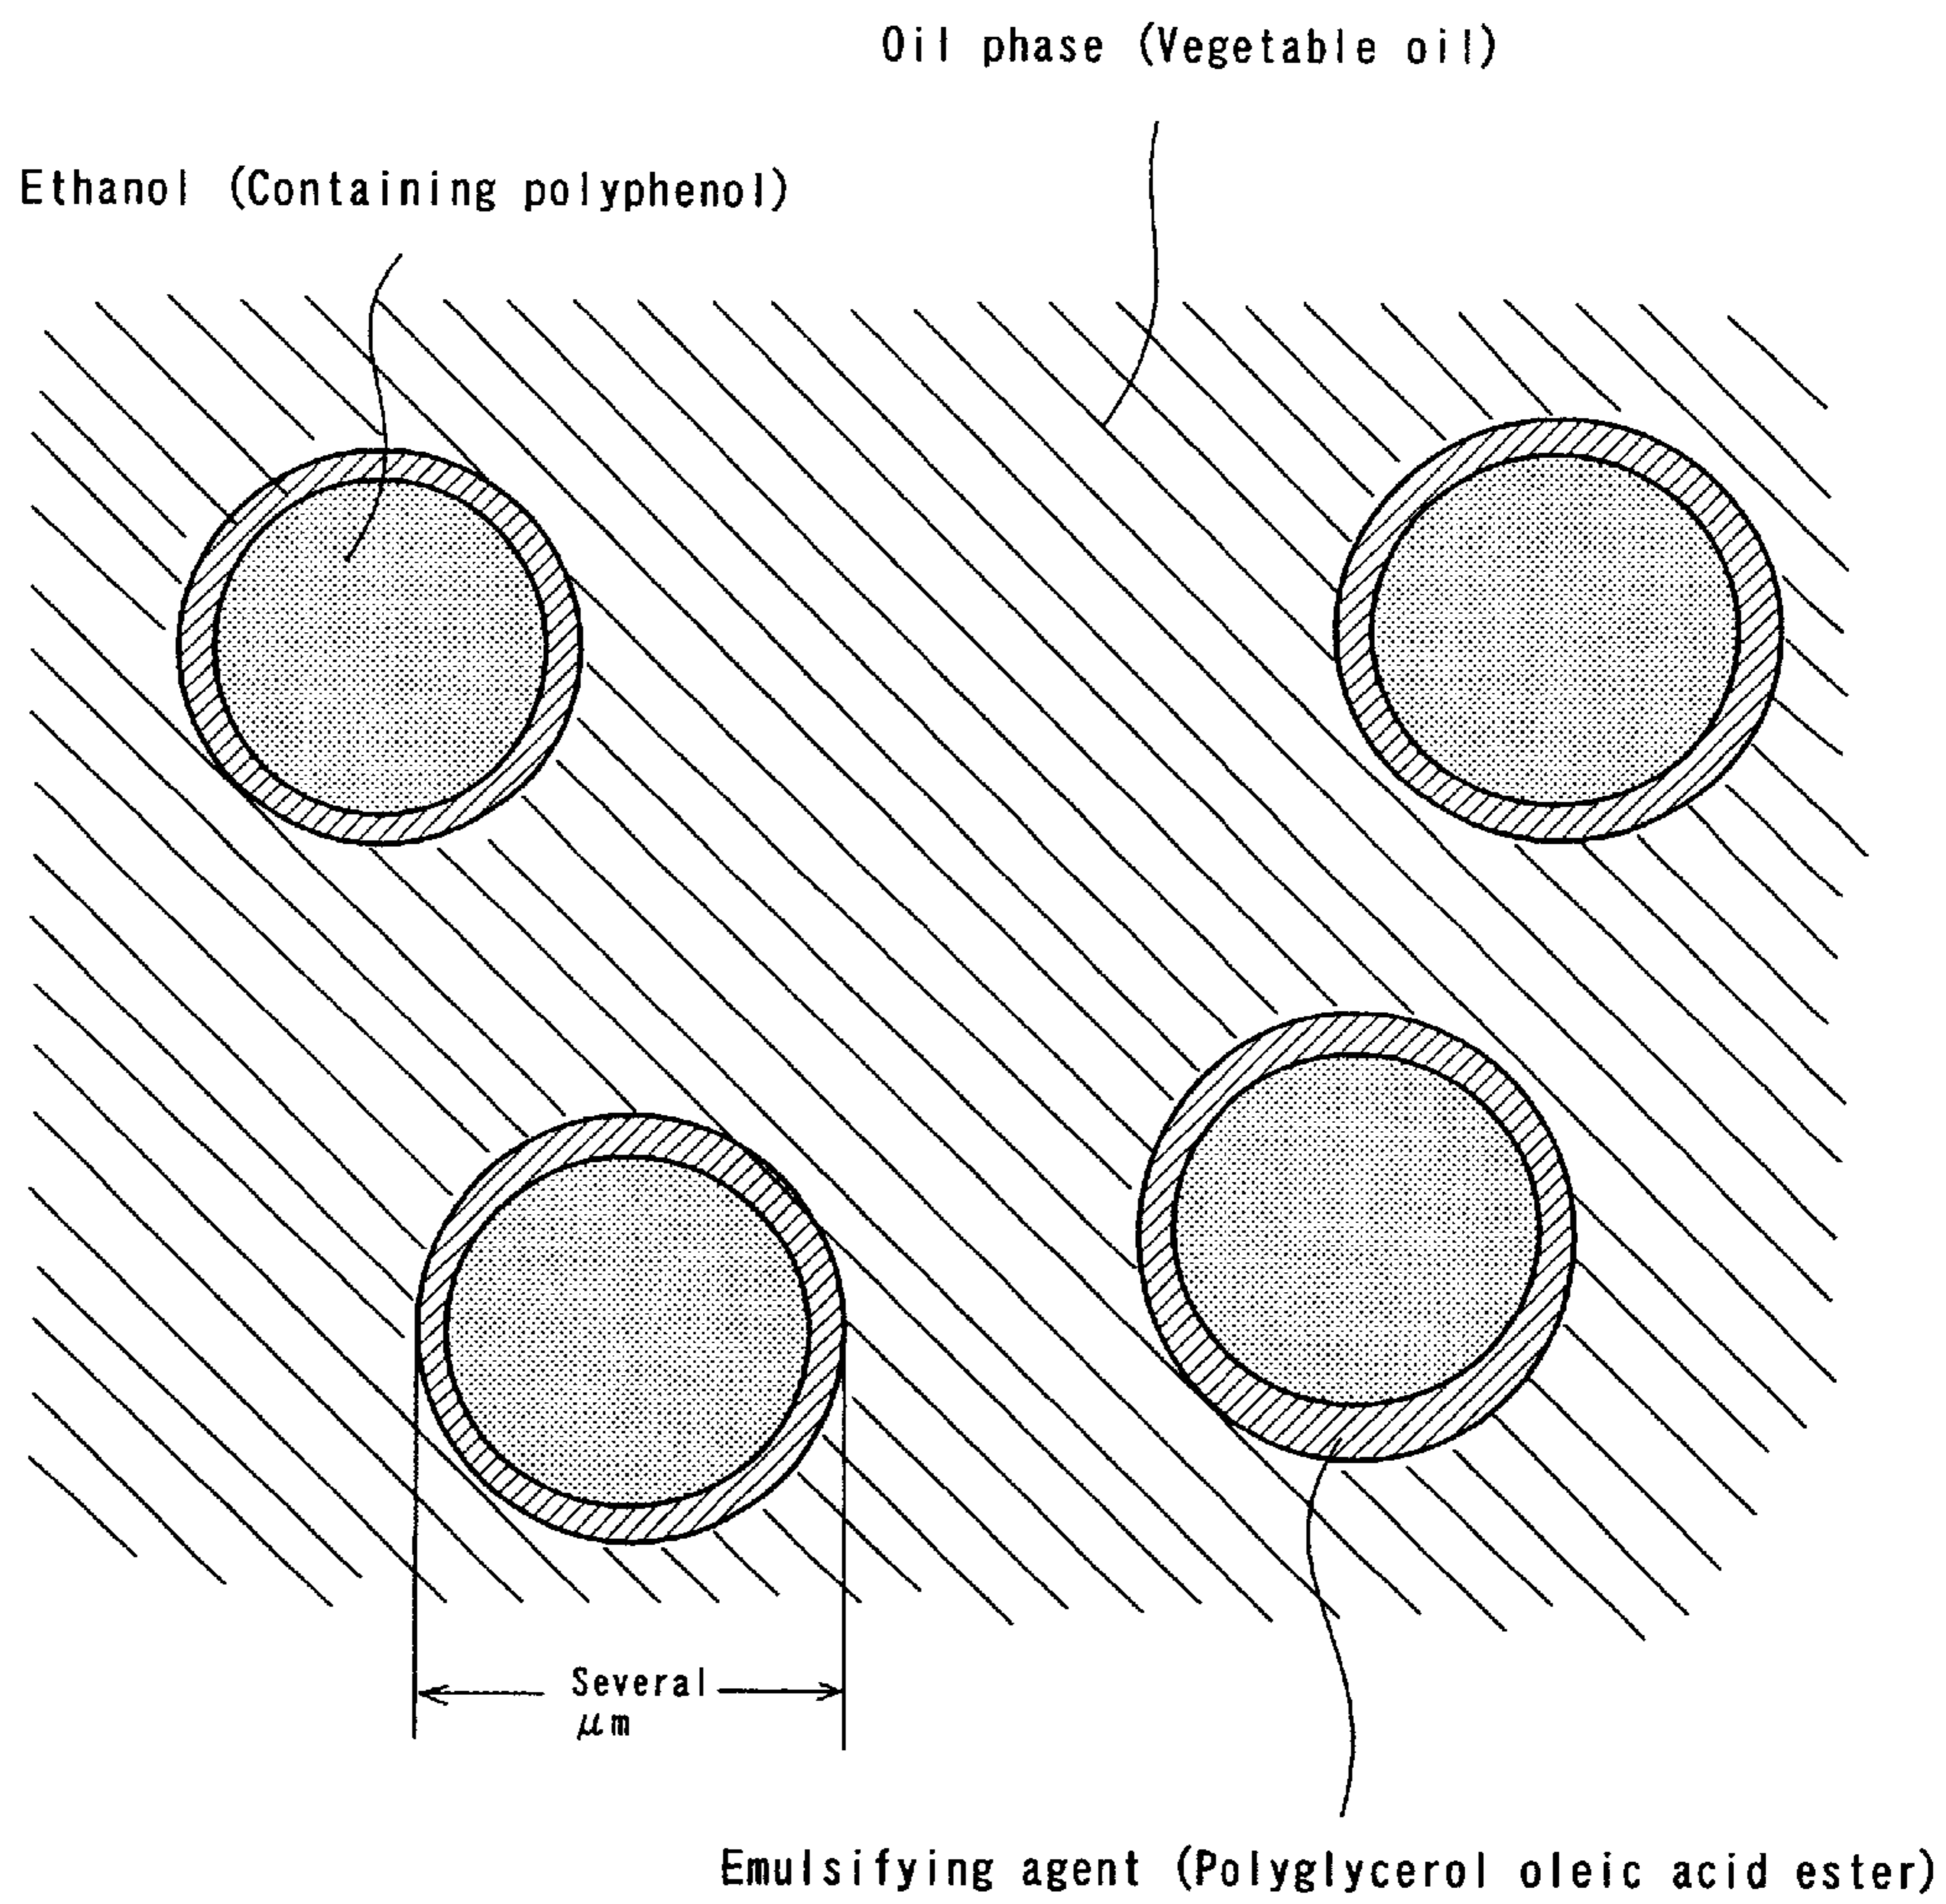 Oil phase (Vegetable oil)
Ethanol (Containing polyphenol)
Several
μm
Emulsifying agent (Polyglycerol oleic acid ester)